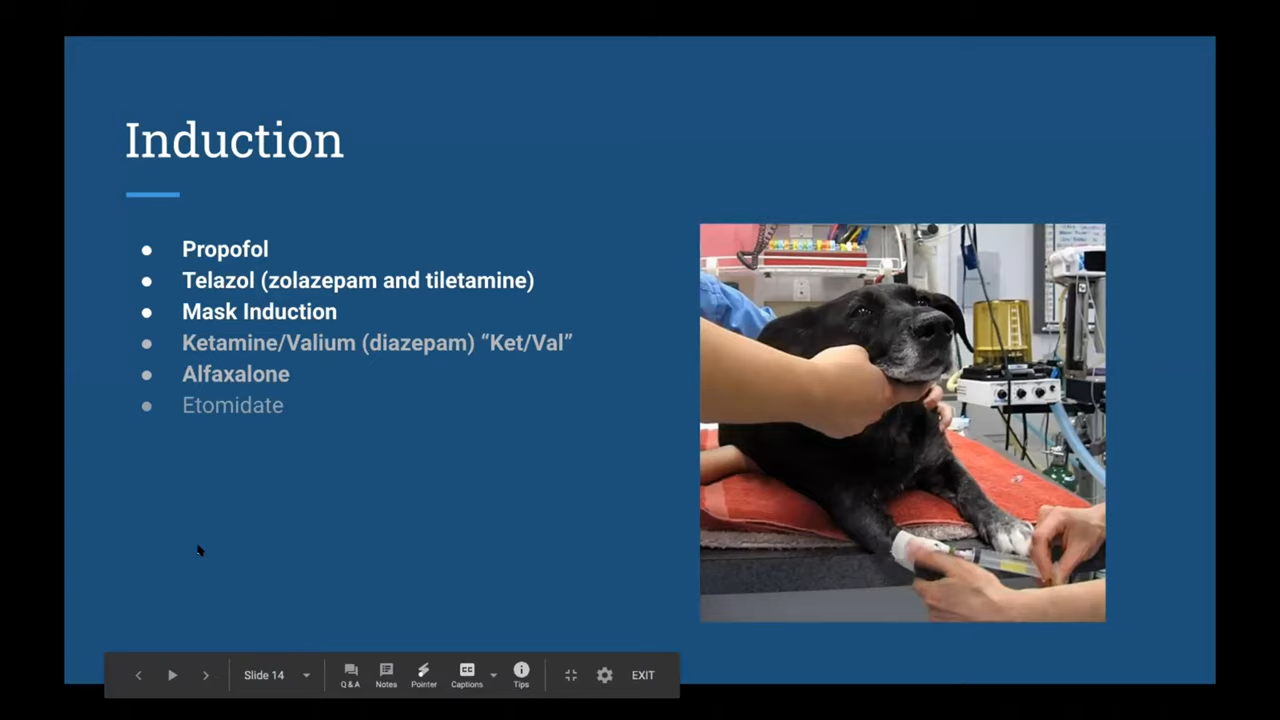 Induction
● Propofol
● Telazol (zolazepam and tiletamine)
● Mask Induction
● Ketamine/Valium (diazepam) “Ket/Val”
● Alfaxalone
● Etomidate
Slide 14
Q & A
Notes
Pointer
CC
Captions
Tips
EXIT